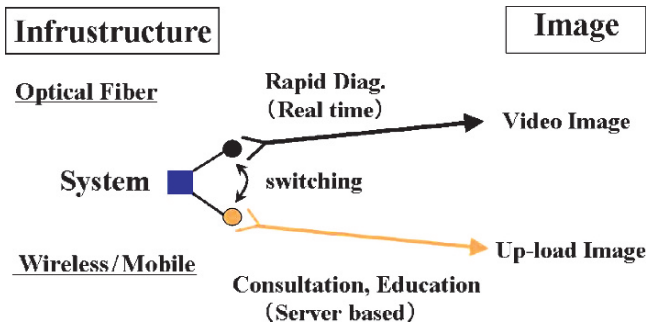 Infrustructure
Image
Optical Fiber
Rapid Diag.
(Real time)
Video Image
System
switching
Wireless/Mobile
Up-load Image
Consultation, Education
(Server based)